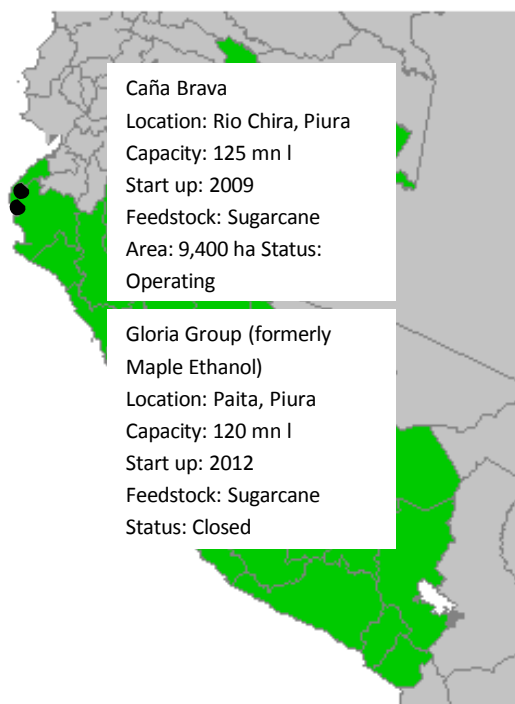 Caña Brava
Location: Rio Chira, Piura
Capacity: 125 mn l
Start up: 2009
Feedstock: Sugarcane
Area: 9,400 ha Status:
Operating
Gloria Group (formerly
Maple Ethanol)
Location: Paita, Piura
Capacity: 120 mn l
Start up: 2012
Feedstock: Sugarcane
Status: Closed